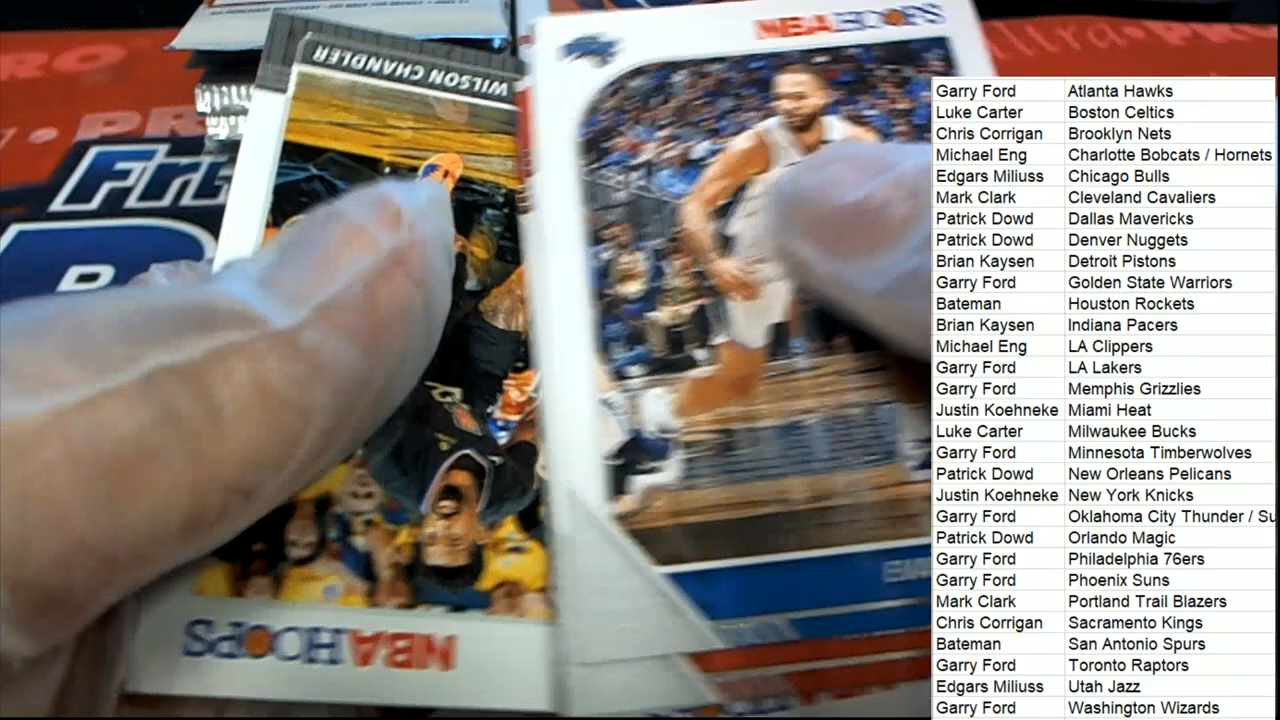 NBA HOOPS
WILSON CHANDLER
NBA HOOPS
PRO
Ultra PRO
PR
Fre
Garry Ford Atlanta Hawks
Luke Carter Boston Celtics
Chris Corrigan Brooklyn Nets
Michael Eng Charlotte Bobcats / Hornets
Edgars Miliuss Chicago Bulls
Mark Clark Cleveland Cavaliers
Patrick Dowd Dallas Mavericks
Patrick Dowd Denver Nuggets
Brian Kaysen Detroit Pistons
Garry Ford Golden State Warriors
Bateman Houston Rockets
Brian Kaysen Indiana Pacers
Michael Eng LA Clippers
Garry Ford LA Lakers
Garry Ford Memphis Grizzlies
Justin Koehneke Miami Heat
Luke Carter Milwaukee Bucks
Garry Ford Minnesota Timberwolves
Patrick Dowd New Orleans Pelicans
Justin Koehneke New York Knicks
Garry Ford Oklahoma City Thunder / Su
Patrick Dowd Orlando Magic
Garry Ford Philadelphia 76ers
Garry Ford Phoenix Suns
Mark Clark Portland Trail Blazers
Chris Corrigan Sacramento Kings
Bateman San Antonio Spurs
Garry Ford Toronto Raptors
Edgars Miliuss Utah Jazz
Garry Ford Washington Wizards